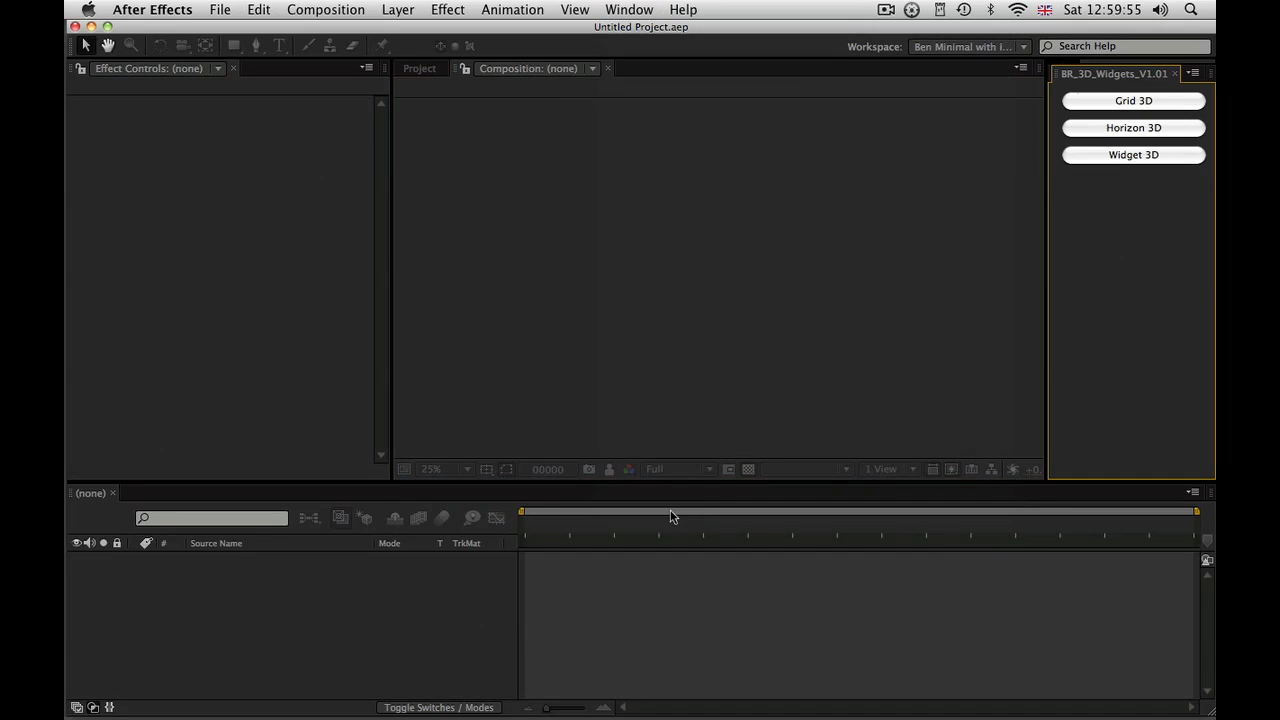 After Effects File Edit Composition Layer Effect Animation View Window Help Sat 12:59:55
Untitled Project.aep
Workspace: Ben Minimal with i... Search Help
Effect Controls: (none) Project Composition: (none) BR_3D_Widgets_V1.01
Grid 3D
Horizon 3D
Widget 3D
25% 00000 Full 1 View +0.
(none)
# Source Name Mode T TrkMat
Toggle Switches / Modes